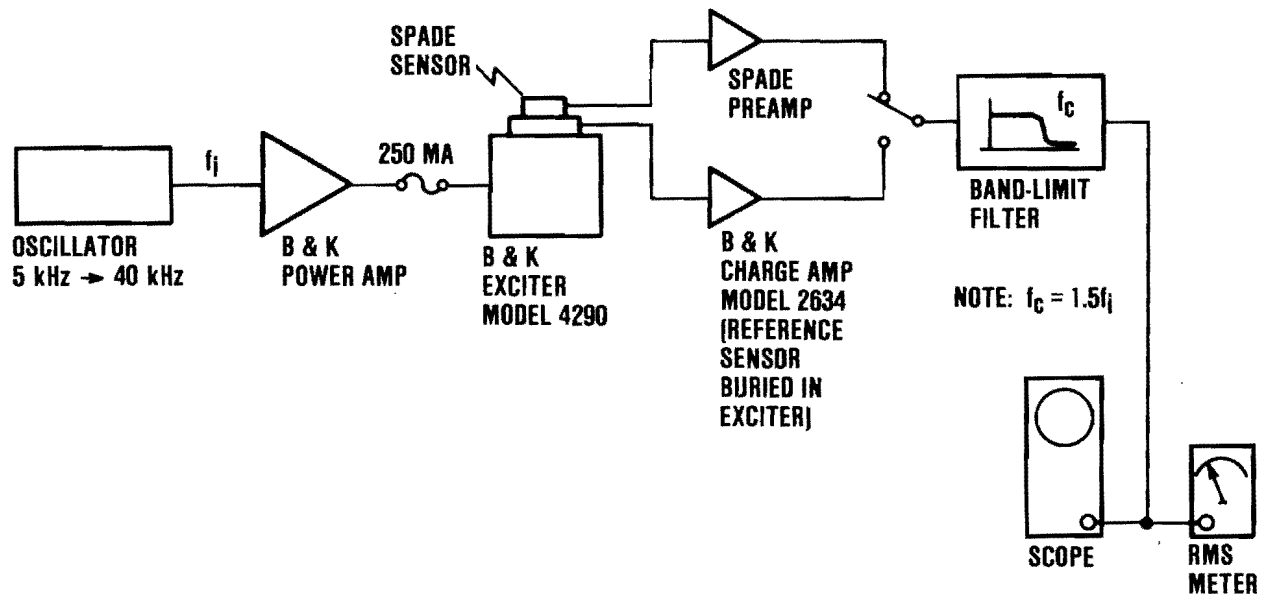 SPADE
SENSOR
SPADE
PREAMP
fc
250 MA
fi
BAND-LIMIT
FILTER
OSCILLATOR
5 kHz → 40 kHz
B & K
POWER AMP
B & K
EXCITER
MODEL 4290
B & K
CHARGE AMP
MODEL 2634
(REFERENCE
SENSOR
BURIED IN
EXCITER)
NOTE: fc = 1.5fi
SCOPE
RMS
METER